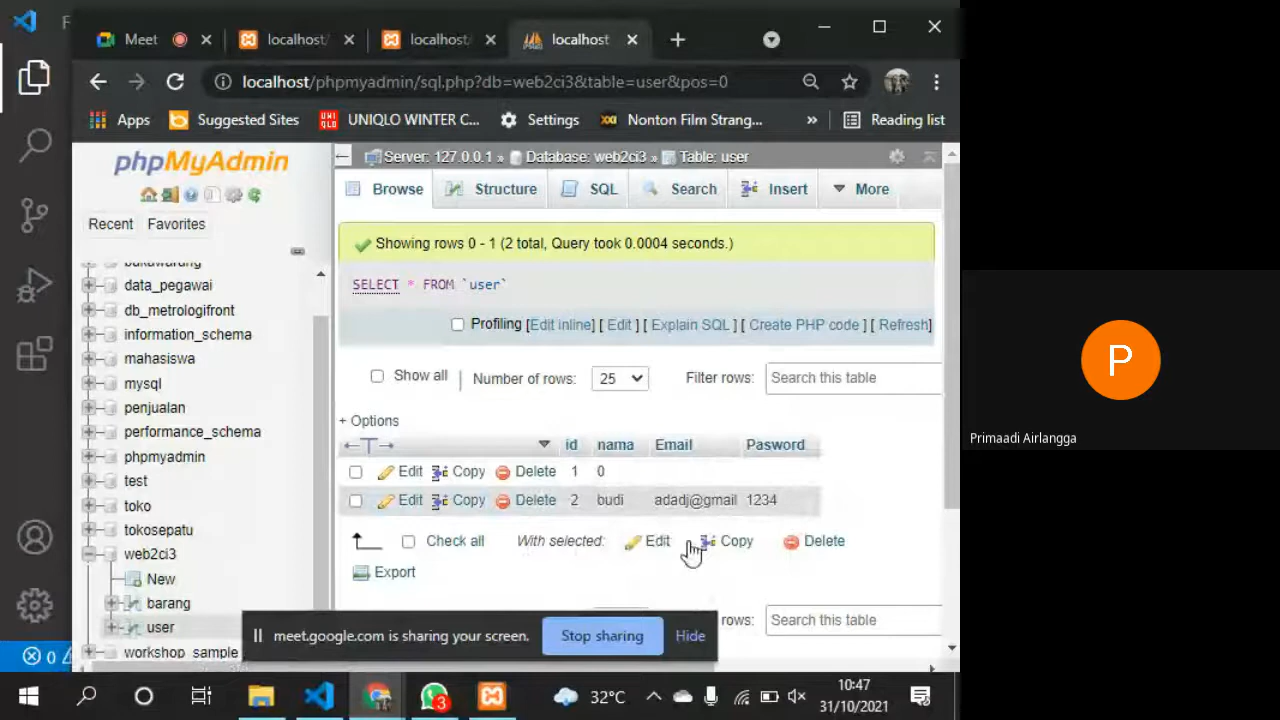 F
Meet
localhost/
localhost
localhost
localhost/phpmyadmin/sql.php?db=web2ci3&table=user&pos=0
Apps
Suggested Sites
UNIQLO WINTER C...
Settings
Nonton Film Strang...
»
Reading list
phpMyAdmin
Recent
Favorites
bukawarung
data_pegawai
db_metrologifront
information_schema
mahasiswa
mysql
penjualan
performance_schema
phpmyadmin
test
toko
tokosepatu
web2ci3
New
barang
user
workshop_sample
Server: 127.0.0.1 » Database: web2ci3 » Table: user
Browse
Structure
SQL
Search
Insert
More
Showing rows 0 - 1 (2 total, Query took 0.0004 seconds.)
SELECT * FROM `user`
Profiling [Edit inline] [ Edit ] [ Explain SQL ] [ Create PHP code ] [ Refresh]
Show all
Number of rows:
25
Filter rows:
Search this table
+ Options
←T→ id nama Email Pasword
Edit Copy Delete 1 0
Edit Copy Delete 2 budi adadj@gmail 1234
Check all
With selected:
Edit
Copy
Delete
Export
rows:
Search this table
meet.google.com is sharing your screen.
Stop sharing
Hide
0
3
32°C
10:47
31/10/2021
P
Primaadi Airlangga